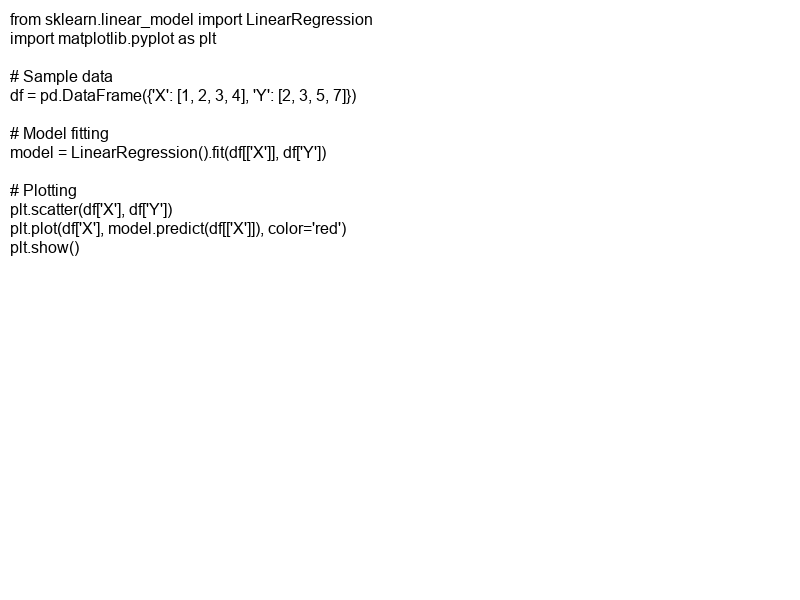 from sklearn.linear_model import LinearRegression
import matplotlib.pyplot as plt

# Sample data
df = pd.DataFrame({'X': [1, 2, 3, 4], 'Y': [2, 3, 5, 7]})

# Model fitting
model = LinearRegression().fit(df[['X']], df['Y'])

# Plotting
plt.scatter(df['X'], df['Y'])
plt.plot(df['X'], model.predict(df[['X']]), color='red')
plt.show()